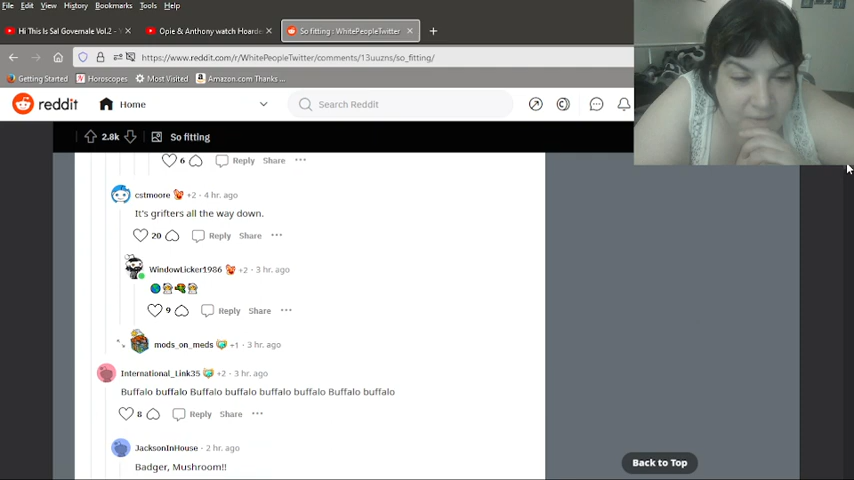 File Edit View History Bookmarks Tools Help
Hi This Is Sal Governale Vol.2 - Y
Opie & Anthony watch Hoarde
So fitting : WhitePeopleTwitter
https://www.reddit.com/r/WhitePeopleTwitter/comments/13uuzns/so_fitting/
Getting Started Horoscopes Most Visited Amazon.com Thanks ...
reddit Home Search Reddit
2.8k So fitting
6 Reply Share ...
cstmoore +2 · 4 hr. ago
It's grifters all the way down.
20 Reply Share ...
WindowLicker1986 +2 · 3 hr. ago
9 Reply Share ...
mods_on_meds +1 · 3 hr. ago
International_Link35 +2 · 3 hr. ago
Buffalo buffalo Buffalo buffalo buffalo buffalo Buffalo buffalo
8 Reply Share ...
JacksonInHouse · 2 hr. ago
Badger, Mushroom!!
Back to Top